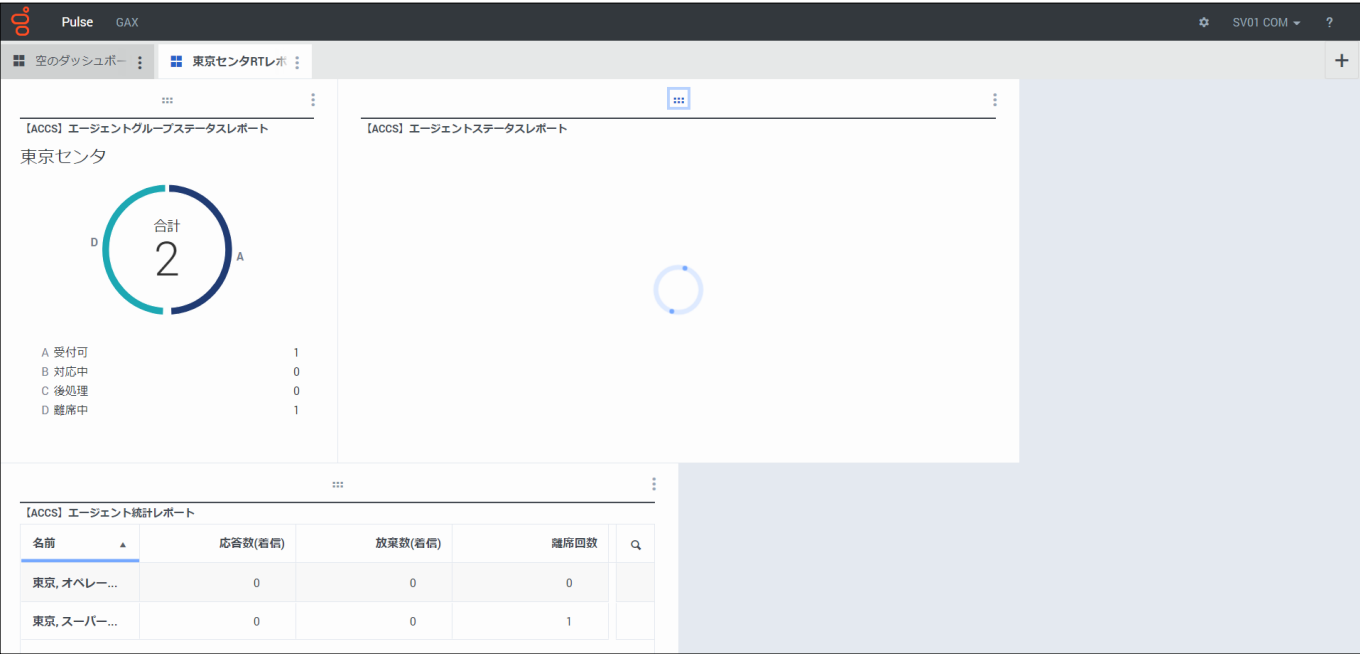 Pulse GAX SV01 COM ?
空のダッシュボー 東京センタRTレポ +
【ACCS】エージェントグループステータスレポート
東京センタ
合計
2
D
A
A 受付可 1
B 対応中 0
C 後処理 0
D 離席中 1
【ACCS】エージェントステータスレポート
【ACCS】エージェント統計レポート
名前 ▲ 応答数(着信) 放棄数(着信) 離席回数
東京, オペレー... 0 0 0
東京, スーパー... 0 0 1